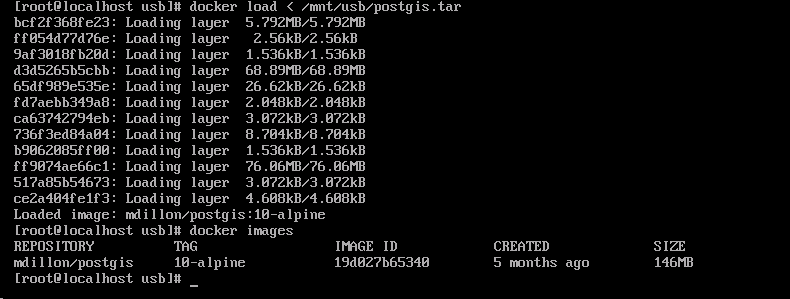 [root@localhost usb]# docker load < /mnt/usb/postgis.tar
bcf2f368fe23: Loading layer  5.792MB/5.792MB
ff054d77d76e: Loading layer   2.56kB/2.56kB
9af3018fb20d: Loading layer  1.536kB/1.536kB
d3d5265b5cbb: Loading layer  68.89MB/68.89MB
65df989e535e: Loading layer  26.62kB/26.62kB
fd7aebb349a8: Loading layer  2.048kB/2.048kB
ca63742794eb: Loading layer  3.072kB/3.072kB
736f3ed84a04: Loading layer  8.704kB/8.704kB
b9062085ff00: Loading layer  1.536kB/1.536kB
ff9074ae66c1: Loading layer  76.06MB/76.06MB
517a85b54673: Loading layer  3.072kB/3.072kB
ce2a404fe1f3: Loading layer  4.608kB/4.608kB
Loaded image: mdillon/postgis:10-alpine
[root@localhost usb]# docker images
REPOSITORY          TAG                 IMAGE ID            CREATED             SIZE
mdillon/postgis     10-alpine           19d027b65340        5 months ago        146MB
[root@localhost usb]# _